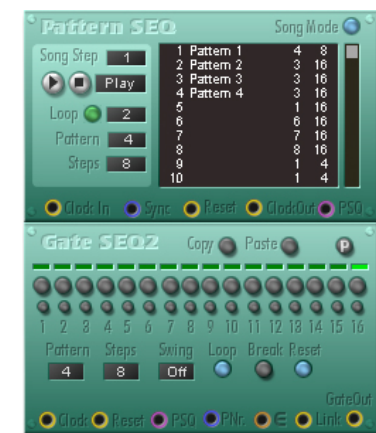 Pattern SEQ Song Mode
Song Step 1
Play
Loop 2
Pattern 4
Steps 8
1 Pattern 1 4 8
2 Pattern 2 3 16
3 Pattern 3 3 16
4 Pattern 4 3 16
5 1 16
6 6 16
7 7 16
8 8 16
9 1 4
10 1 4
Clock In Sync Reset ClockOut PSQ
Gate SEQ2 Copy Paste P
1 2 3 4 5 6 7 8 9 10 11 12 13 14 15 16
Pattern Steps Swing Loop Break Reset
4 8 Off
GateOut
Clock Reset PSQ PNr. E Link